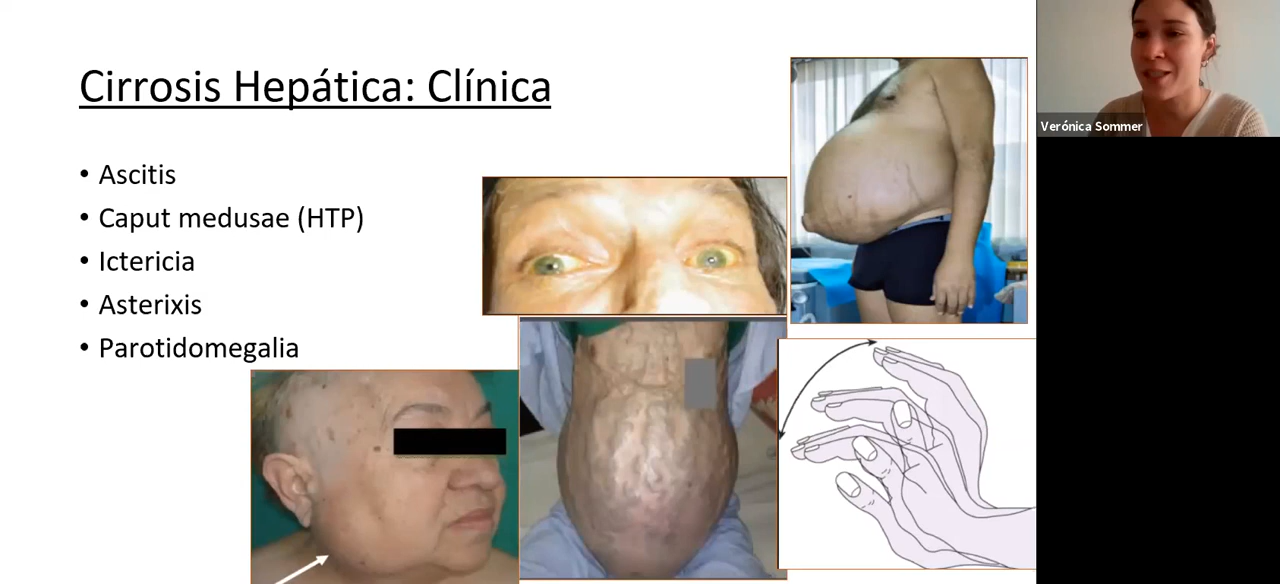 Cirrosis Hepática: Clínica
• Ascitis
• Caput medusae (HTP)
• Ictericia
• Asterixis
• Parotidomegalia
Verónica Sommer